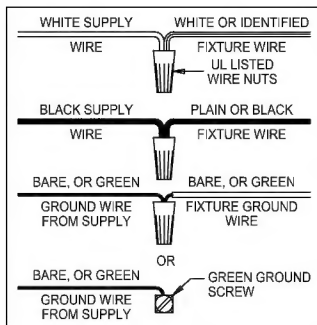 WHITE SUPPLY WHITE OR IDENTIFIED
WIRE FIXTURE WIRE
UL LISTED
WIRE NUTS
BLACK SUPPLY PLAIN OR BLACK
WIRE FIXTURE WIRE
BARE, OR GREEN BARE, OR GREEN
GROUND WIRE FIXTURE GROUND
FROM SUPPLY WIRE
OR
BARE, OR GREEN GREEN GROUND
SCREW
GROUND WIRE
FROM SUPPLY